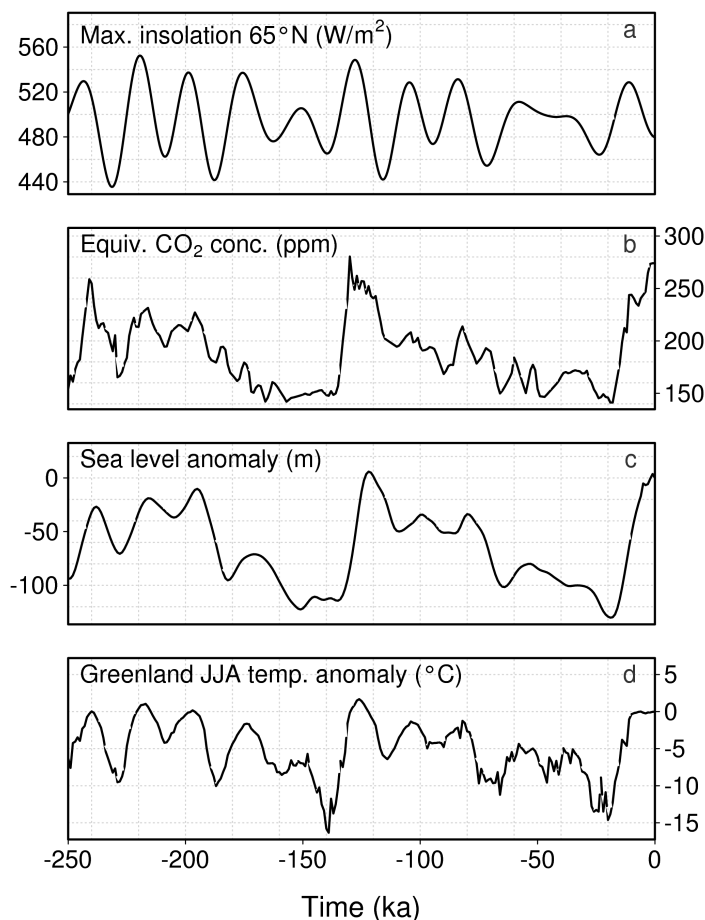 Max. insolation 65°N (W/m²) a
560
520
480
440
Equiv. CO₂ conc. (ppm) b
300
250
200
150
Sea level anomaly (m) c
0
-50
-100
Greenland JJA temp. anomaly (°C) d
5
0
-5
-10
-15
-250 -200 -150 -100 -50 0
Time (ka)